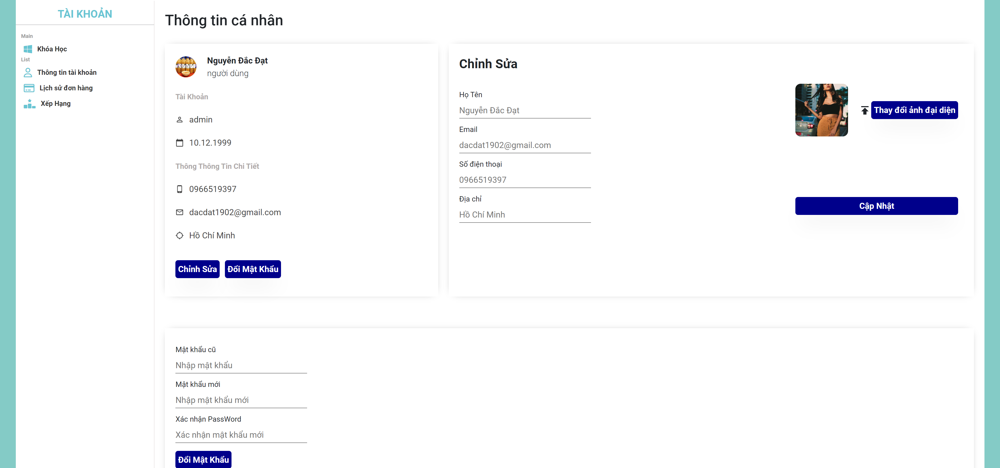 TÀI KHOẢN
Main
Khóa Học
List
Thông tin tài khoản
Lịch sử đơn hàng
Xếp Hạng
Thông tin cá nhân
Nguyễn Đắc Đạt
người dùng
Tài Khoản
admin
10.12.1999
Thông Thông Tin Chi Tiết
0966519397
dacdat1902@gmail.com
Hồ Chí Minh
Chỉnh Sửa
Đổi Mật Khẩu
Chỉnh Sửa
Họ Tên
Nguyễn Đắc Đạt
Email
dacdat1902@gmail.com
Số điện thoại
0966519397
Địa chỉ
Hồ Chí Minh
Thay đổi ảnh đại diện
Cập Nhật
Mật khẩu cũ
Nhập mật khẩu
Mật khẩu mới
Nhập mật khẩu mới
Xác nhận PassWord
Xác nhận mật khẩu mới
Đổi Mật Khẩu